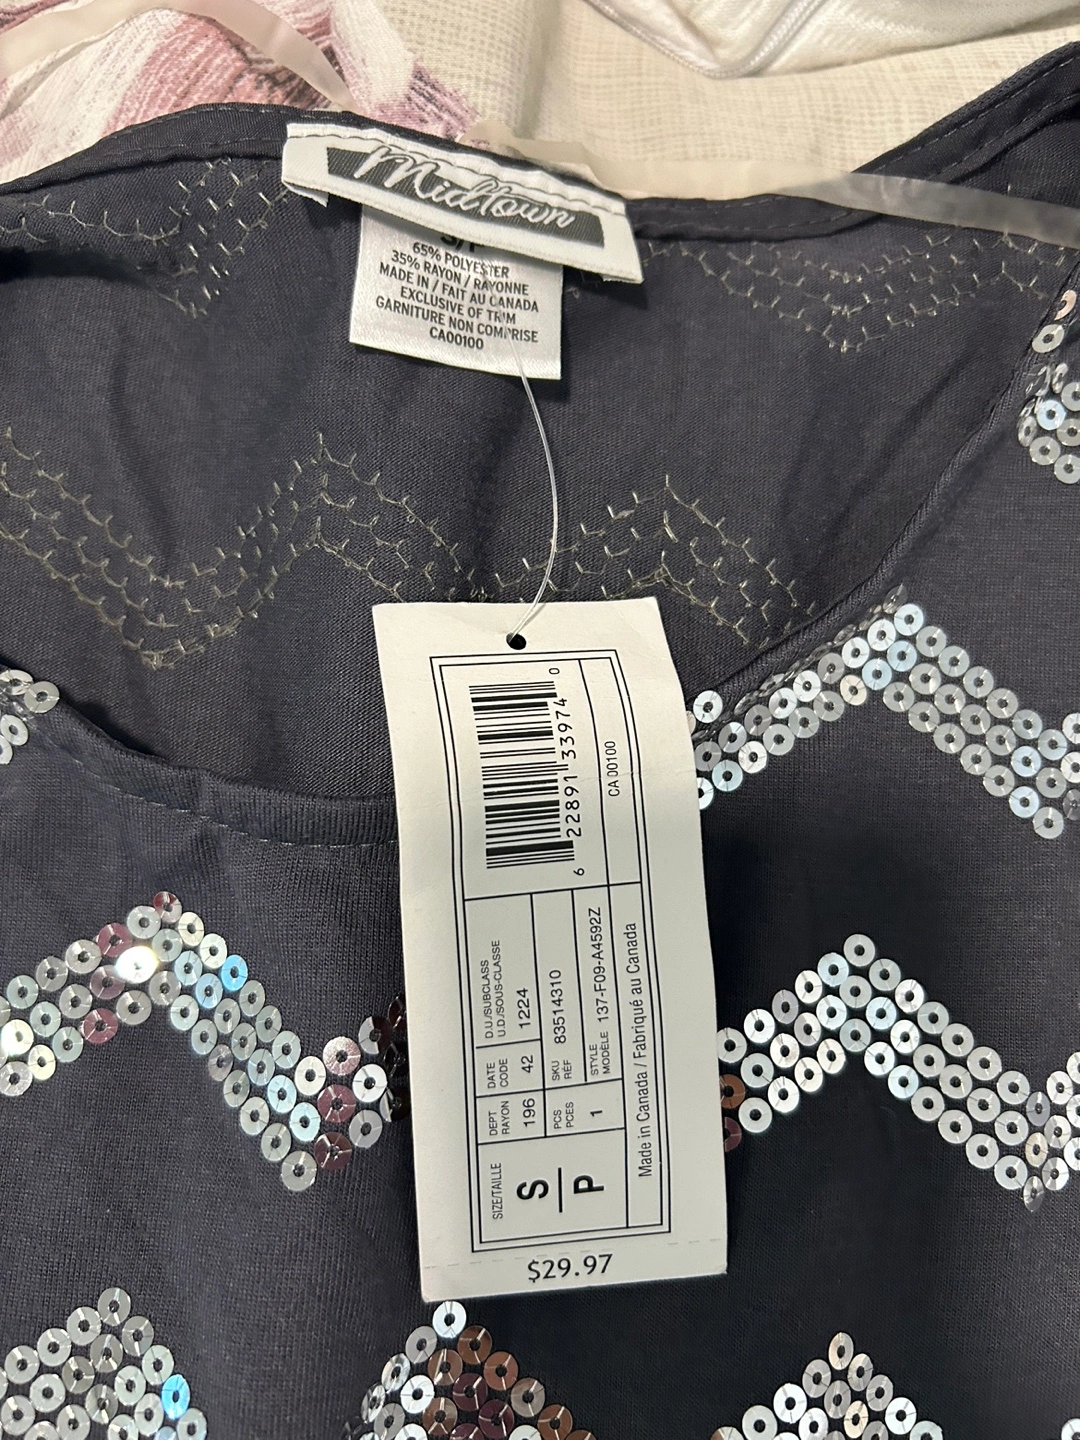 Midtown
S/P
65% POLYESTER
35% RAYON / RAYONNE
MADE IN / FAIT AU CANADA
EXCLUSIVE OF TRIM
GARNITURE NON COMPRISE
CA00100
6 22891 33974 0
CA 00100
SIZE/TAILLE
S
P
DEPT
RAYON
196
DATE
CODE
42
D.U./SUBCLASS
U.D./SOUS-CLASSE
1224
PCS
PCES
1
SKU
RÉF
83514310
STYLE
MODÈLE
137-F09-A4592Z
Made in Canada / Fabriqué au Canada
$29.97